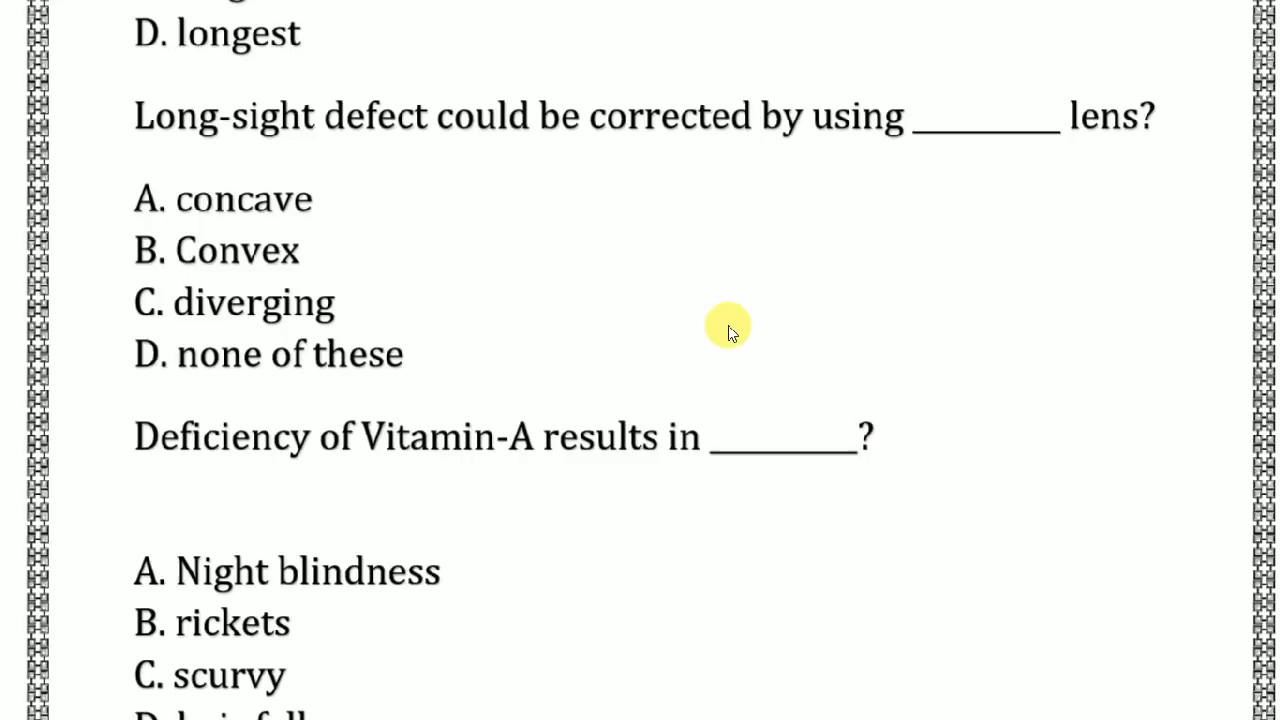 D. longest
Long-sight defect could be corrected by using _________ lens?
A. concave
B. Convex
C. diverging
D. none of these
Deficiency of Vitamin-A results in _________?
A. Night blindness
B. rickets
C. scurvy